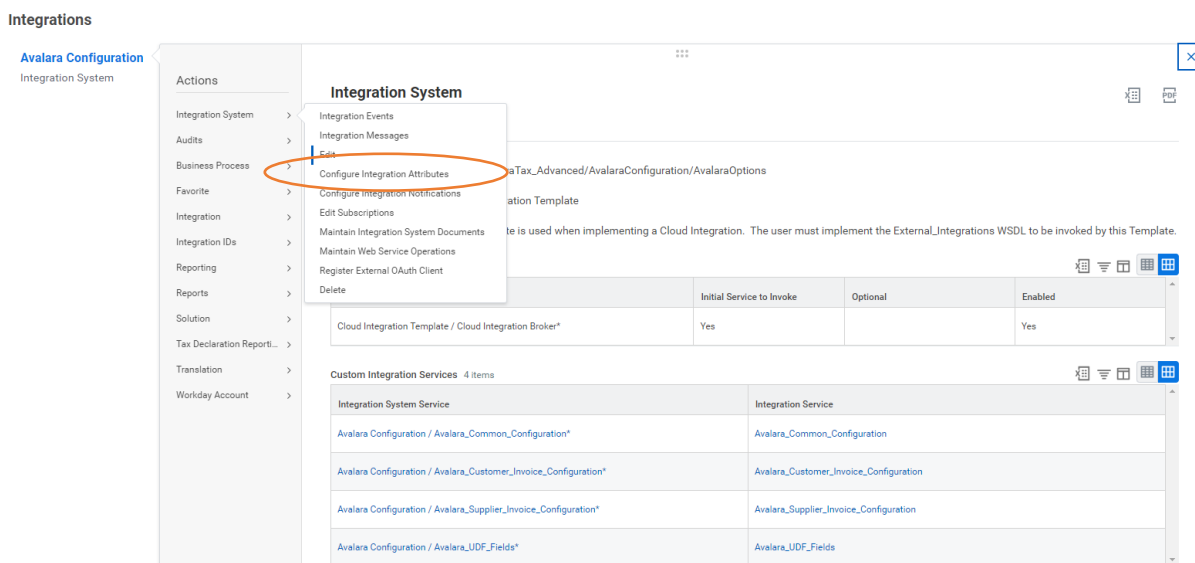 Integrations
Avalara Configuration
Integration System
Actions
Integration System
Audits
Business Process
Favorite
Integration
Integration IDs
Reporting
Reports
Solution
Tax Declaration Reporti...
Translation
Workday Account
Integration Events
Integration Messages
Edit
Configure Integration Attributes
Configure Integration Notifications
Edit Subscriptions
Maintain Integration System Documents
Maintain Web Service Operations
Register External OAuth Client
Delete
Integration System
PDF
aTax_Advanced/AvalaraConfiguration/AvalaraOptions
ation Template
te is used when implementing a Cloud Integration. The user must implement the External_Integrations WSDL to be invoked by this Template.
Initial Service to Invoke Optional Enabled
Cloud Integration Template / Cloud Integration Broker* Yes Yes
Custom Integration Services 4 items
Integration System Service Integration Service
Avalara Configuration / Avalara_Common_Configuration* Avalara_Common_Configuration
Avalara Configuration / Avalara_Customer_Invoice_Configuration* Avalara_Customer_Invoice_Configuration
Avalara Configuration / Avalara_Supplier_Invoice_Configuration* Avalara_Supplier_Invoice_Configuration
Avalara Configuration / Avalara_UDF_Fields* Avalara_UDF_Fields